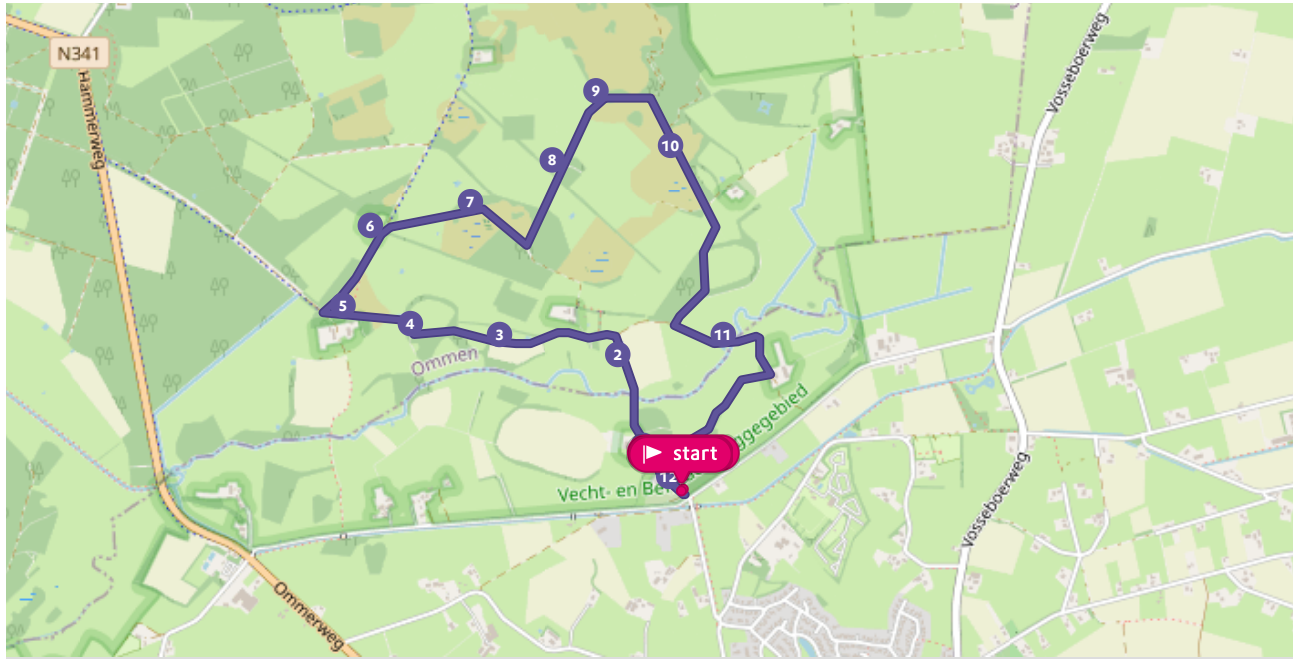 N341
Hammerweg
Vosseboerweg
9
10
8
7
6
5
4
3
2
11
Ommen
ggegebied
start
12
Vecht- en Be
Vosseboerweg
Ommerweg